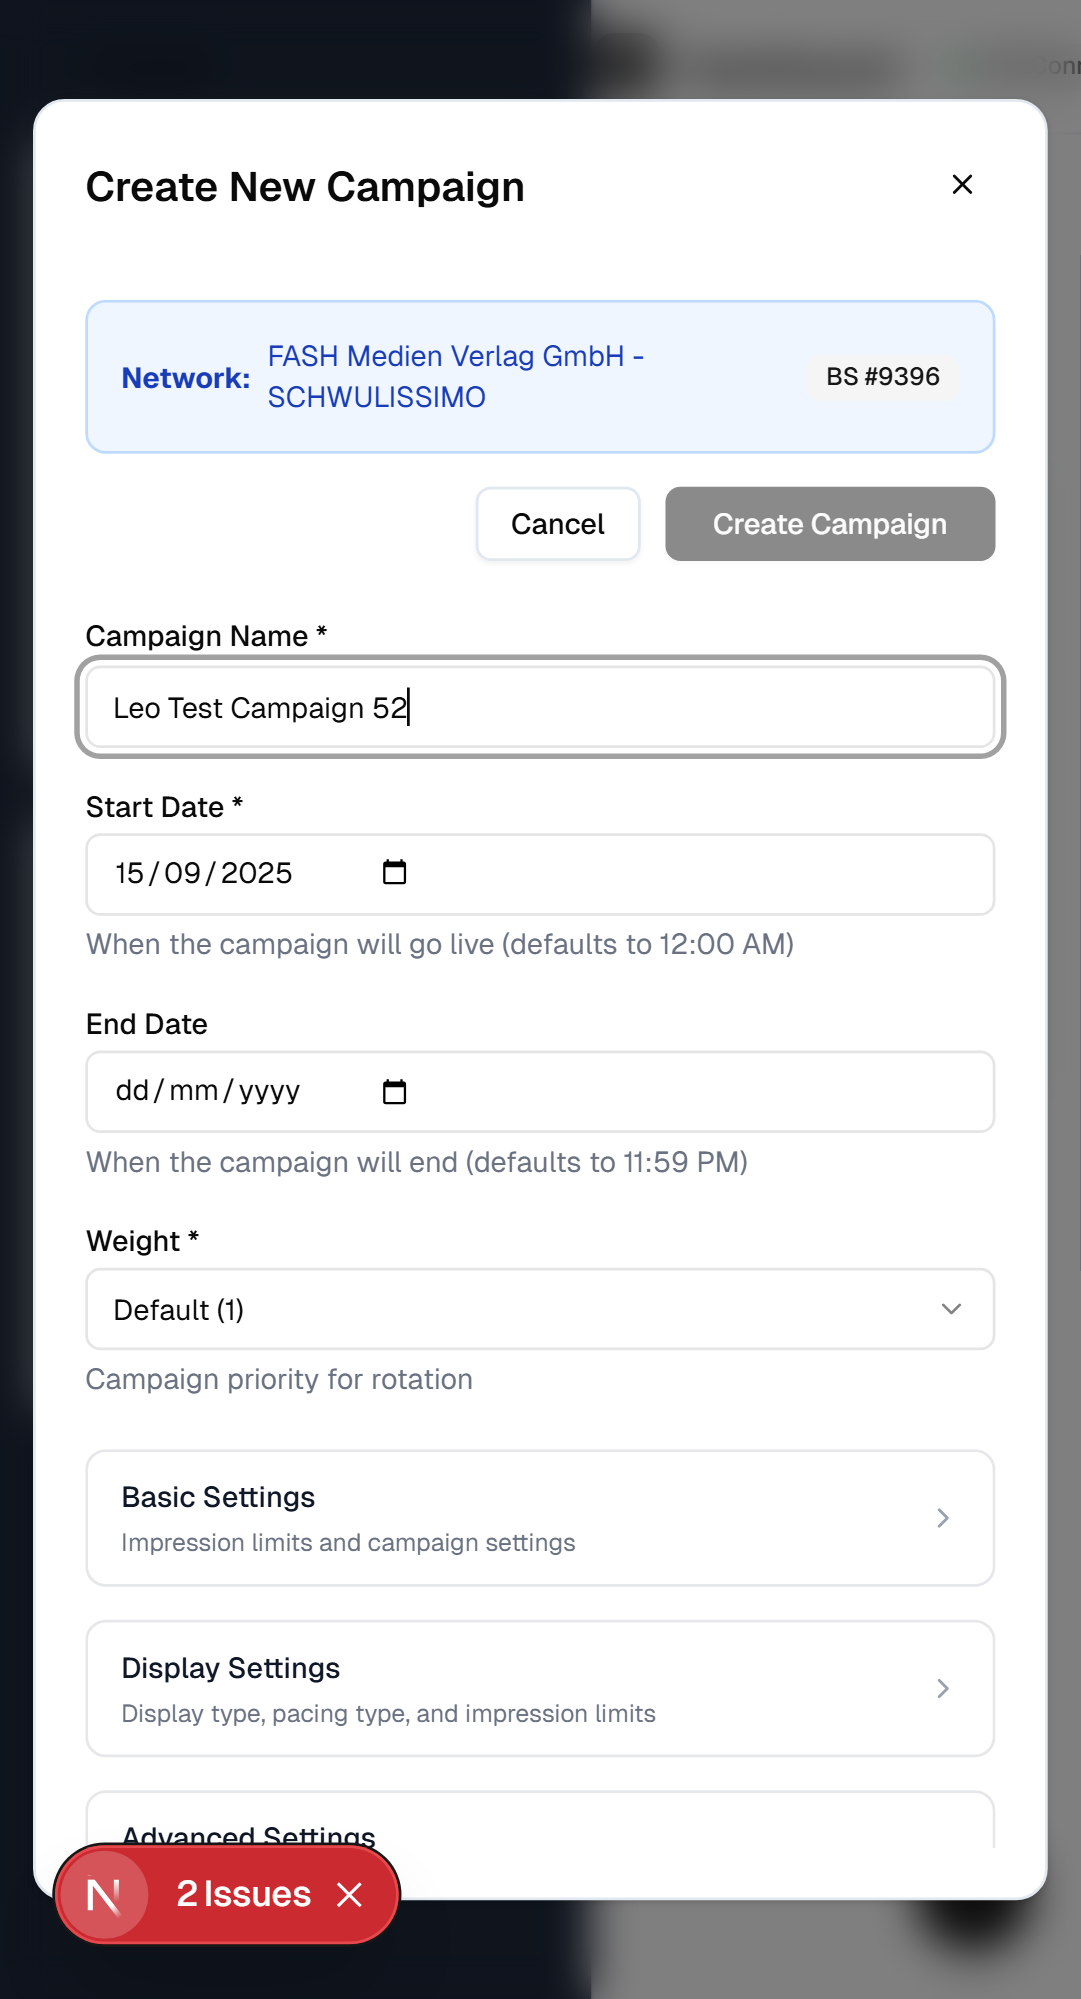 Create New Campaign
Network:
FASH Medien Verlag GmbH -
SCHWULISSIMO
BS #9396
Cancel
Create Campaign
Campaign Name *
Leo Test Campaign 52
Start Date *
15/09/2025
When the campaign will go live (defaults to 12:00 AM)
End Date
dd/mm/yyyy
When the campaign will end (defaults to 11:59 PM)
Weight *
Default (1)
Campaign priority for rotation
Basic Settings
Impression limits and campaign settings
Display Settings
Display type, pacing type, and impression limits
Advanced Settings
N
2 Issues